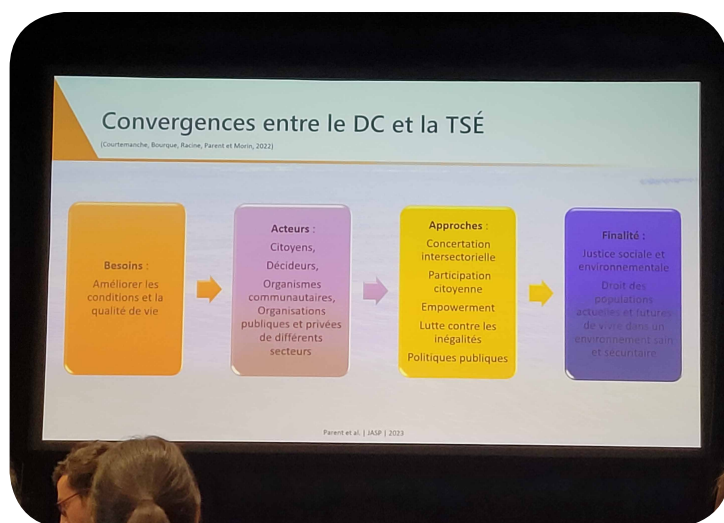 Convergences entre le DC et la TSÉ
(Courtemanche, Bourque, Racine, Parent et Morin, 2022)
Besoins :
Améliorer les
conditions et la
qualité de vie
Acteurs :
Citoyens,
Décideurs,
Organismes
communautaires,
Organisations
publiques et privées
de différents
secteurs
Approches :
Concertation
intersectorielle
Participation
citoyenne
Empowerment
Lutte contre les
inégalités
Politiques publiques
Finalité :
Justice sociale et
environnementale
Droit des
populations
actuelles et futures
de vivre dans un
environnement sain
et sécuritaire
Parent et al. | JASP | 2023